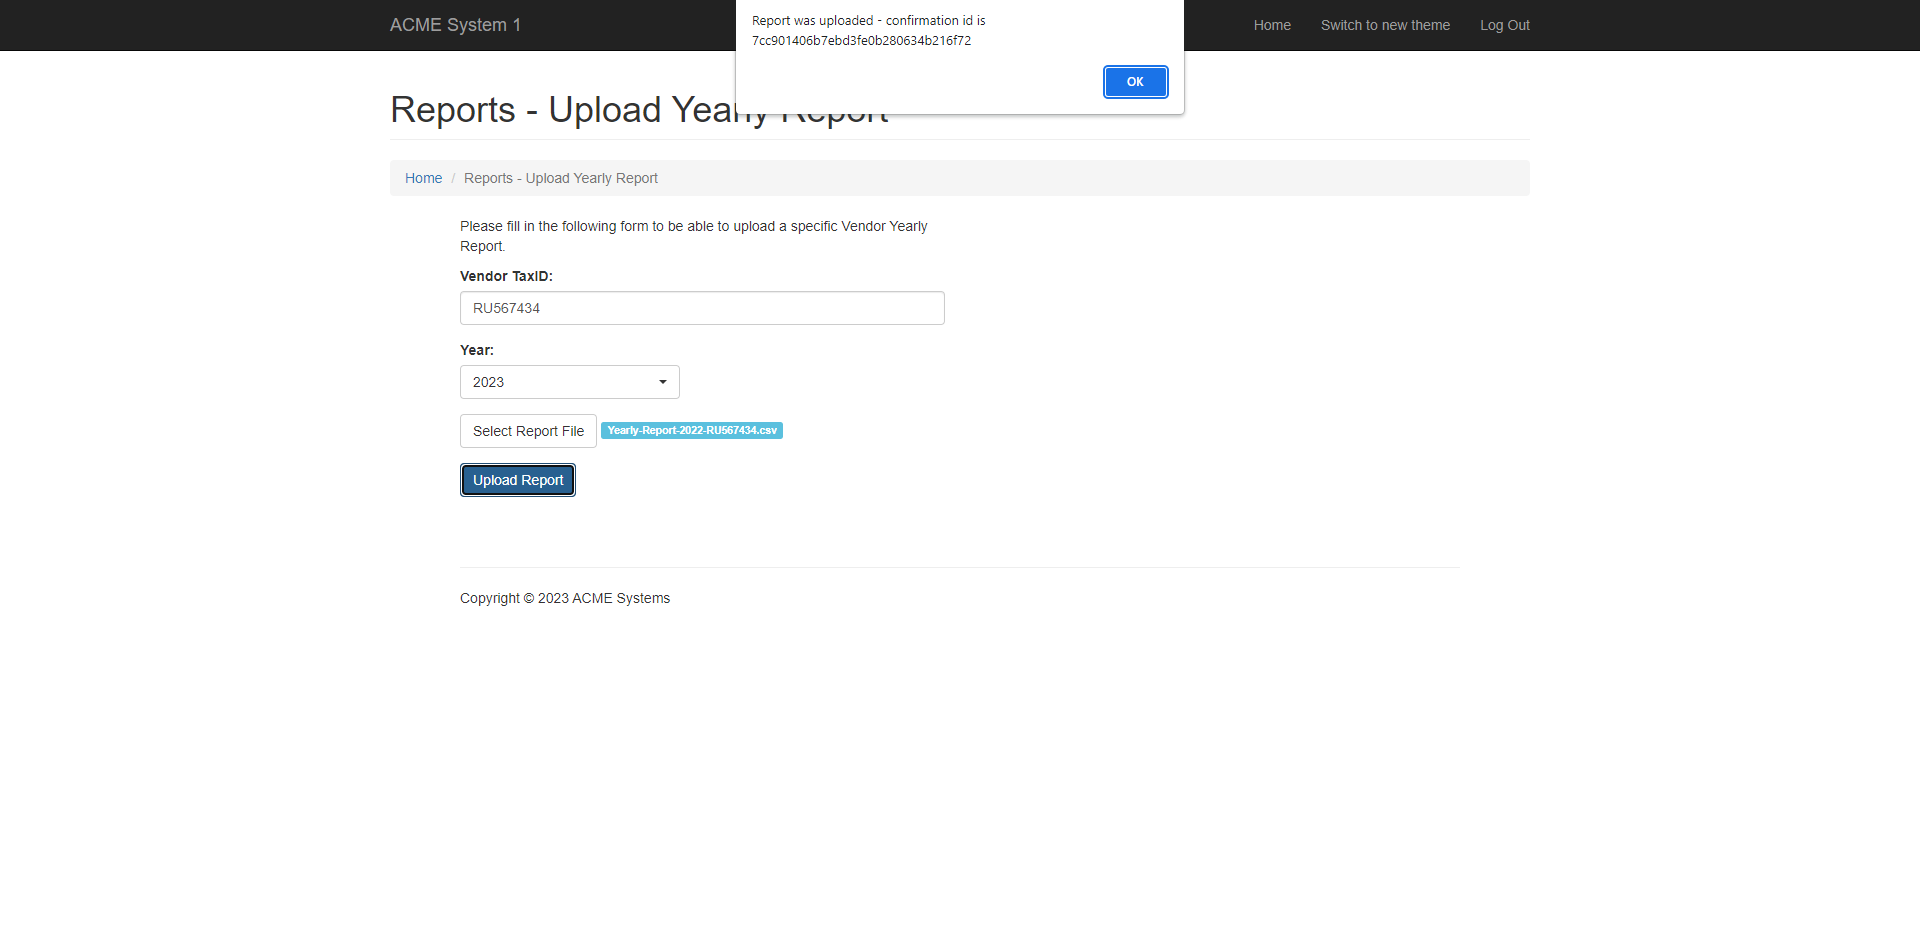 ACME System 1
Report was uploaded - confirmation id is
7cc901406b7ebd3fe0b280634b216f72
OK
Home
Switch to new theme
Log Out
Reports - Upload Yearly Report
Home / Reports - Upload Yearly Report
Please fill in the following form to be able to upload a specific Vendor Yearly
Report.
Vendor TaxID:
RU567434
Year:
2023
Select Report File Yearly-Report-2022-RU567434.csv
Upload Report
Copyright © 2023 ACME Systems